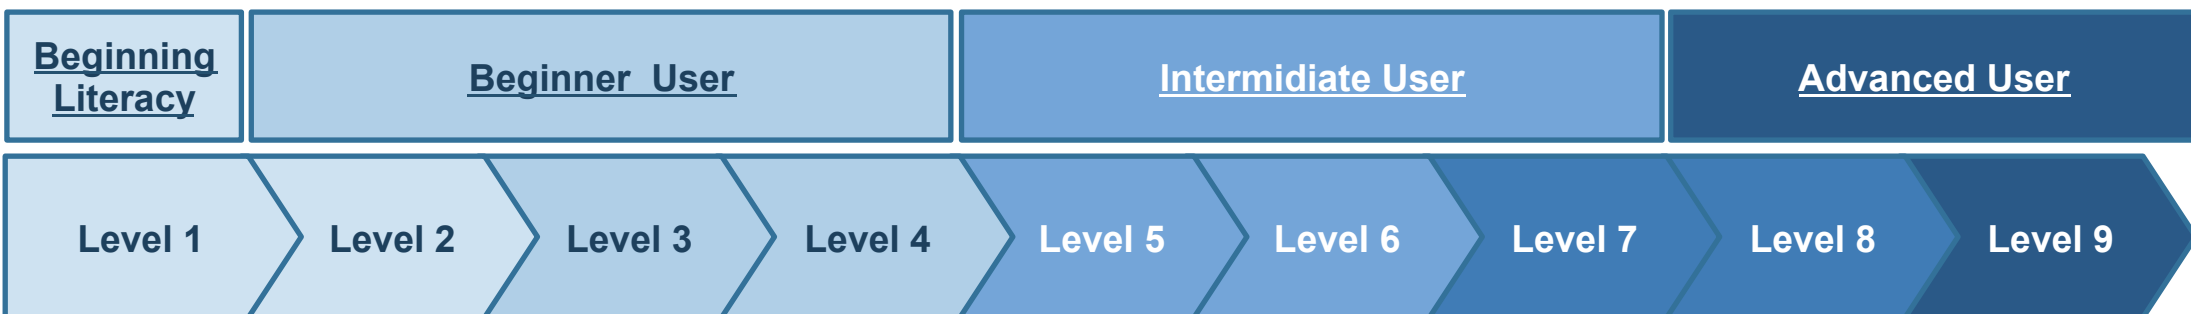 Beginning
Literacy
Beginner  User
Intermidiate User
Advanced User
Level 1
Level 2
Level 3
Level 4
Level 5
Level 6
Level 7
Level 8
Level 9